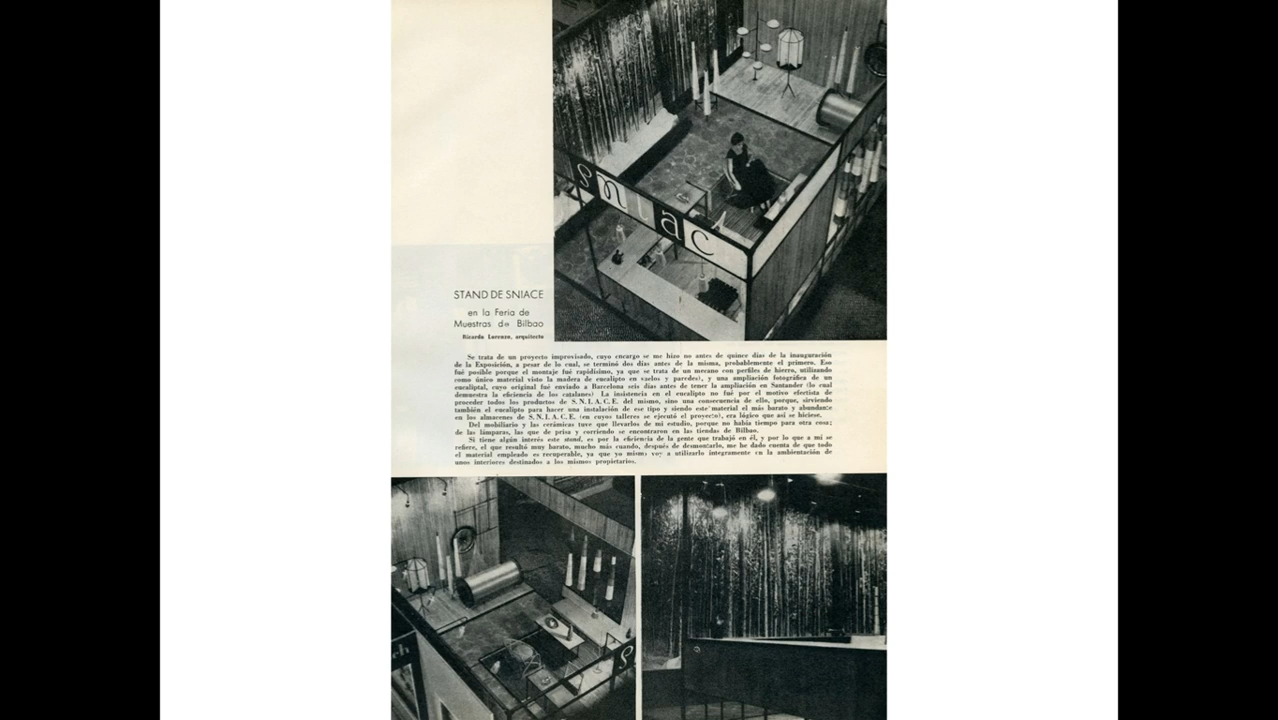 sniac
STAND DE SNIACE
en la Feria de
Muestras de Bilbao
Ricardo Lorenzo, arquitecto
Se trata de un proyecto improvisado, cuyo encargo se me hizo no antes de quince días de la inauguración
de la Exposición, a pesar de lo cual, se terminó dos días antes de la misma, probablemente el primero. Eso
fué posible porque el montaje fué rapidísimo, ya que se trata de un mecano con perfiles de hierro, utilizando
como único material visto la madera de eucalipto en suelos y paredes), y una ampliación fotográfica de un
eucaliptal, cuyo original fué enviado a Barcelona seis días antes de tener la ampliación en Santander (lo cual
demuestra la eficiencia de los catalanes) La insistencia en el eucalipto no fué por el motivo efectista de
proceder todos los productos de S.N.I.A.C.E. del mismo, sino una consecuencia de ello, porque, sirviendo
también el eucalipto para hacer una instalación de ese tipo y siendo este material el más barato y abundante
en los almacenes de S.N.I.A.C.E. (en cuyos talleres se ejecutó el proyecto), era lógico que así se hiciese.
Del mobiliario y las cerámicas tuve que llevarlos de mi estudio, porque no había tiempo para otra cosa;
de las lámparas, las que de prisa y corriendo se encontraron en las tiendas de Bilbao.
Si tiene algún interés este stand, es por la eficiencia de la gente que trabajó en él, y por lo que a mí se
refiere, el que resultó muy barato, mucho más cuando, después de desmontarlo, me he dado cuenta de que todo
el material empleado es recuperable, ya que yo mismo voy a utilizarlo íntegramente en la ambientación de
unos interiores destinados a los mismos propietarios.
ch
s